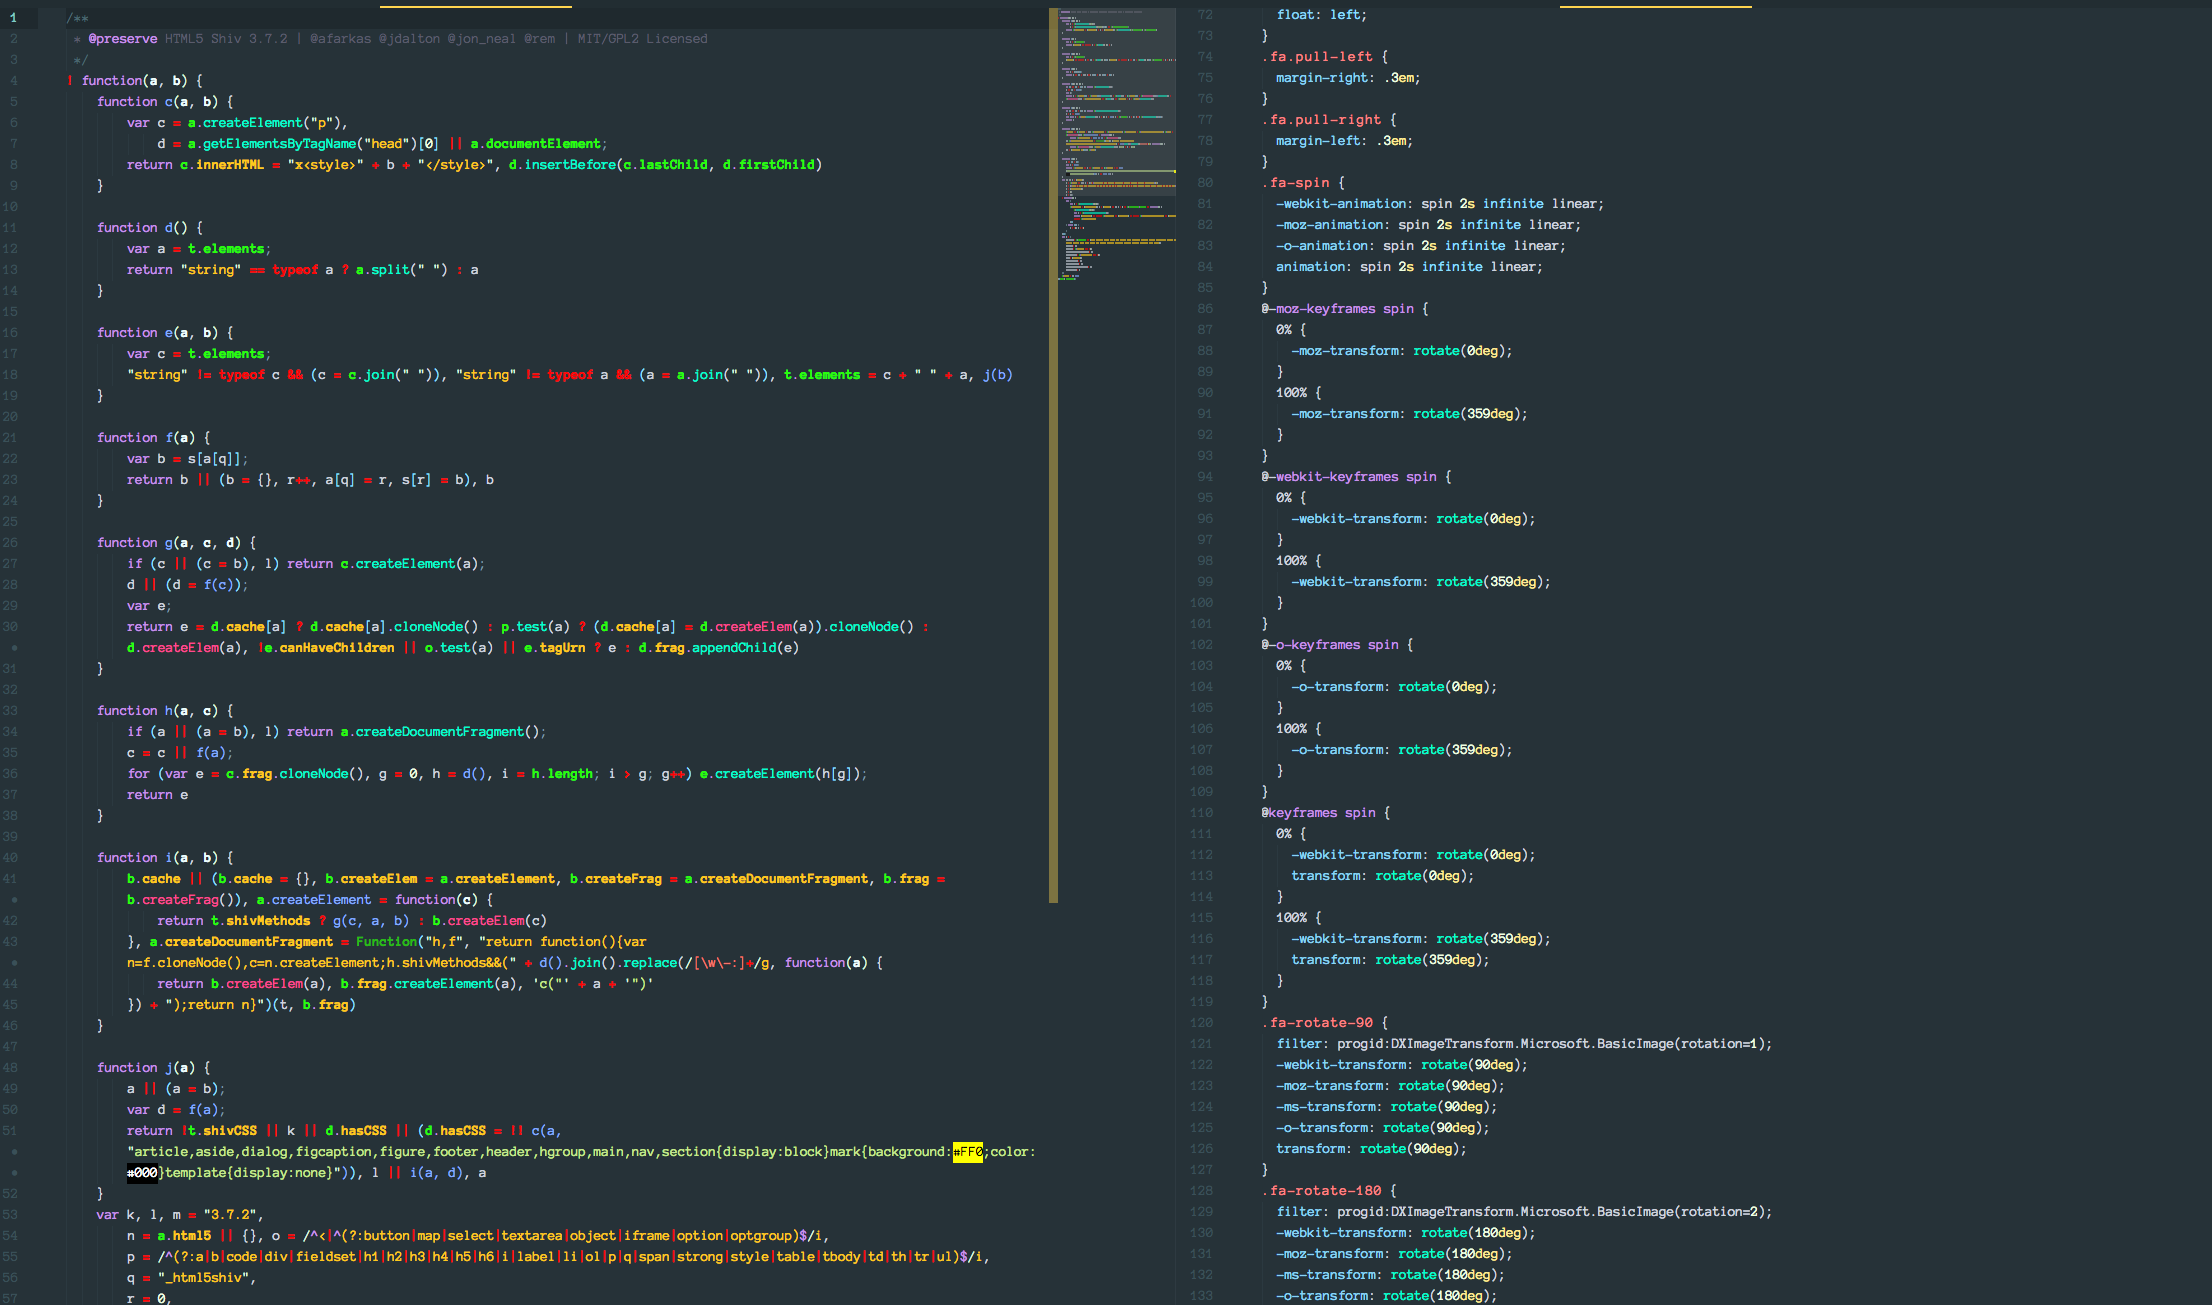 1 /**
2 * @preserve HTML5 Shiv 3.7.2 | @afarkas @jdalton @jon_neal @rem | MIT/GPL2 Licensed
3 */
4 ! function(a, b) {
5 function c(a, b) {
6 var c = a.createElement("p"),
7 d = a.getElementsByTagName("head")[0] || a.documentElement;
8 return c.innerHTML = "x<style>" + b + "</style>", d.insertBefore(c.lastChild, d.firstChild)
9 }
10
11 function d() {
12 var a = t.elements;
13 return "string" == typeof a ? a.split(" ") : a
14 }
15
16 function e(a, b) {
17 var c = t.elements;
18 "string" != typeof c && (c = c.join(" ")), "string" != typeof a && (a = a.join(" ")), t.elements = c + " " + a, j(b)
19 }
20
21 function f(a) {
22 var b = s[a[q]];
23 return b || (b = {}, r++, a[q] = r, s[r] = b), b
24 }
25
26 function g(a, c, d) {
27 if (c || (c = b), l) return c.createElement(a);
28 d || (d = f(c));
29 var e;
30 return e = d.cache[a] ? d.cache[a].cloneNode() : p.test(a) ? (d.cache[a] = d.createElem(a)).cloneNode() :
• d.createElem(a), !e.canHaveChildren || o.test(a) || e.tagUrn ? e : d.frag.appendChild(e)
31 }
32
33 function h(a, c) {
34 if (a || (a = b), l) return a.createDocumentFragment();
35 c = c || f(a);
36 for (var e = c.frag.cloneNode(), g = 0, h = d(), i = h.length; i > g; g++) e.createElement(h[g]);
37 return e
38 }
39
40 function i(a, b) {
41 b.cache || (b.cache = {}, b.createElem = a.createElement, b.createFrag = a.createDocumentFragment, b.frag =
• b.createFrag()), a.createElement = function(c) {
42 return t.shivMethods ? g(c, a, b) : b.createElem(c)
43 }, a.createDocumentFragment = Function("h,f", "return function(){var
• n=f.cloneNode(),c=n.createElement;h.shivMethods&&(" + d().join().replace(/[\w\-:]+/g, function(a) {
44 return b.createElem(a), b.frag.createElement(a), 'c("' + a + '")'
45 }) + ");return n}")(t, b.frag)
46 }
47
48 function j(a) {
49 a || (a = b);
50 var d = f(a);
51 return !t.shivCSS || k || d.hasCSS || (d.hasCSS = !! c(a,
• "article,aside,dialog,figcaption,figure,footer,header,hgroup,main,nav,section{display:block}mark{background:#FF0;color:
• #000}template{display:none}")), l || i(a, d), a
52 }
53 var k, l, m = "3.7.2",
54 n = a.html5 || {}, o = /^<|^(?:button|map|select|textarea|object|iframe|option|optgroup)$/i,
55 p = /^(?:a|b|code|div|fieldset|h1|h2|h3|h4|h5|h6|i|label|li|ol|p|q|span|strong|style|table|tbody|td|th|tr|ul)$/i,
56 q = "_html5shiv",
57 r = 0,
72 float: left;
73 }
74 .fa.pull-left {
75 margin-right: .3em;
76 }
77 .fa.pull-right {
78 margin-left: .3em;
79 }
80 .fa-spin {
81 -webkit-animation: spin 2s infinite linear;
82 -moz-animation: spin 2s infinite linear;
83 -o-animation: spin 2s infinite linear;
84 animation: spin 2s infinite linear;
85 }
86 @-moz-keyframes spin {
87 0% {
88 -moz-transform: rotate(0deg);
89 }
90 100% {
91 -moz-transform: rotate(359deg);
92 }
93 }
94 @-webkit-keyframes spin {
95 0% {
96 -webkit-transform: rotate(0deg);
97 }
98 100% {
99 -webkit-transform: rotate(359deg);
100 }
101 }
102 @-o-keyframes spin {
103 0% {
104 -o-transform: rotate(0deg);
105 }
106 100% {
107 -o-transform: rotate(359deg);
108 }
109 }
110 @keyframes spin {
111 0% {
112 -webkit-transform: rotate(0deg);
113 transform: rotate(0deg);
114 }
115 100% {
116 -webkit-transform: rotate(359deg);
117 transform: rotate(359deg);
118 }
119 }
120 .fa-rotate-90 {
121 filter: progid:DXImageTransform.Microsoft.BasicImage(rotation=1);
122 -webkit-transform: rotate(90deg);
123 -moz-transform: rotate(90deg);
124 -ms-transform: rotate(90deg);
125 -o-transform: rotate(90deg);
126 transform: rotate(90deg);
127 }
128 .fa-rotate-180 {
129 filter: progid:DXImageTransform.Microsoft.BasicImage(rotation=2);
130 -webkit-transform: rotate(180deg);
131 -moz-transform: rotate(180deg);
132 -ms-transform: rotate(180deg);
133 -o-transform: rotate(180deg);